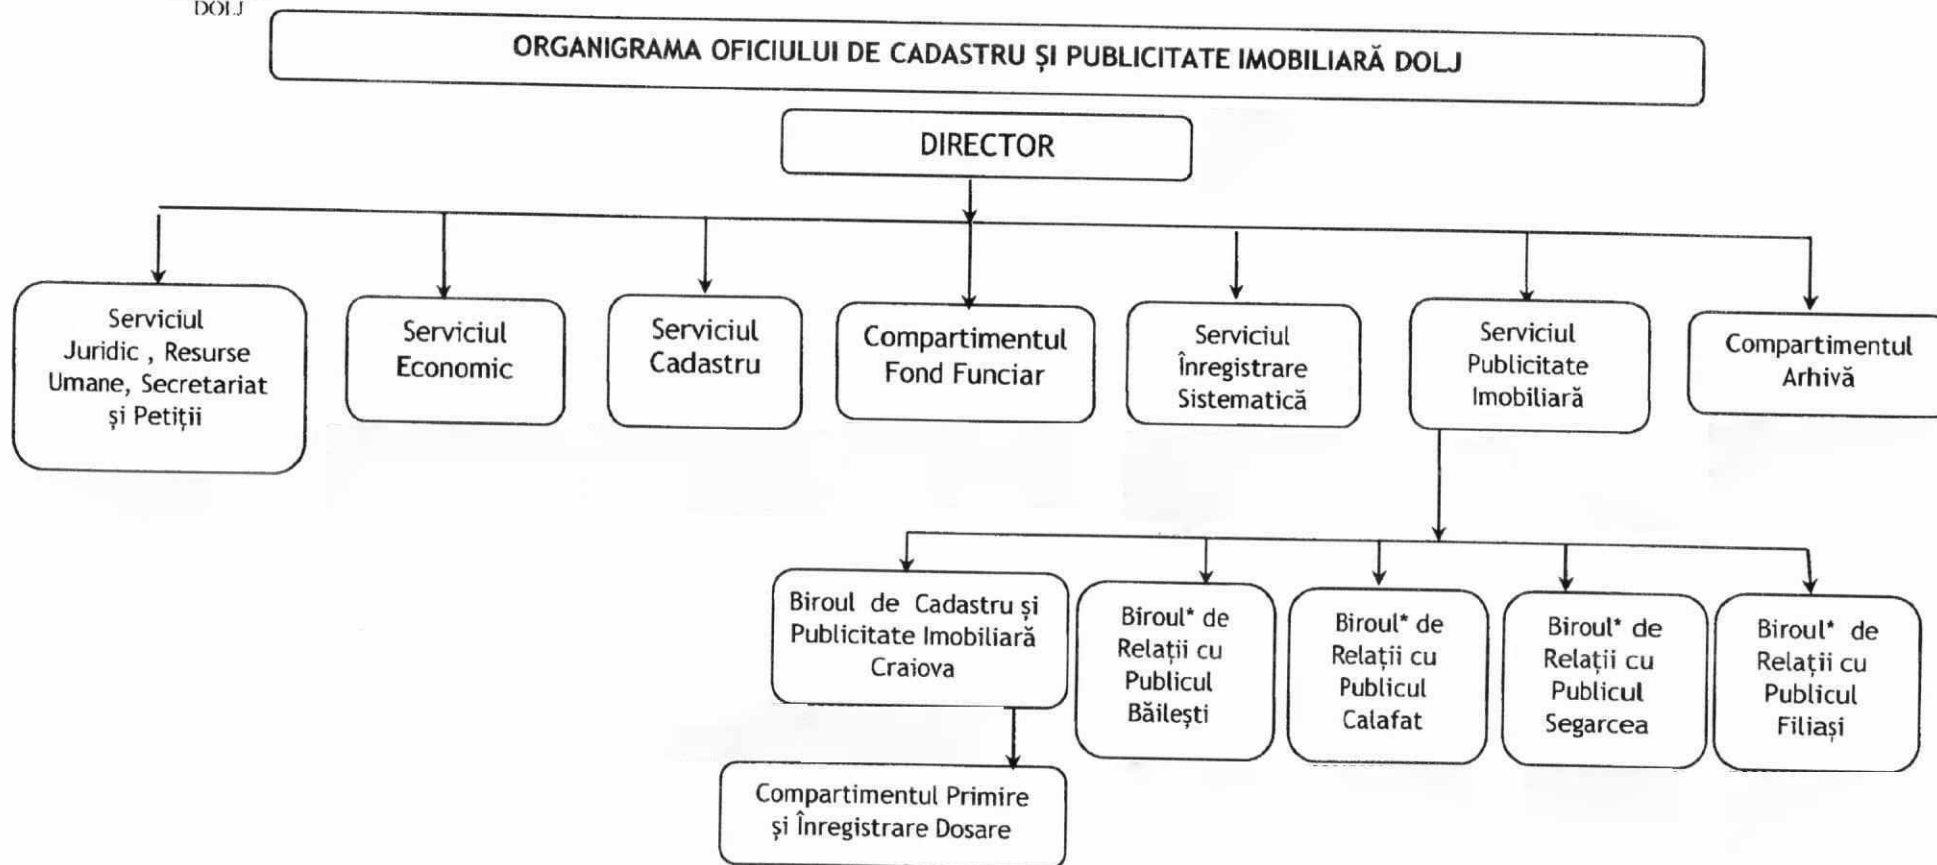 DOLJ
ORGANIGRAMA OFICIULUI DE CADASTRU ȘI PUBLICITATE IMOBILIARĂ DOLJ
DIRECTOR
Serviciul
Juridic , Resurse
Umane, Secretariat
și Petiții
Serviciul
Economic
Serviciul
Cadastru
Compartimentul
Fond Funciar
Serviciul
Înregistrare
Sistematică
Serviciul
Publicitate
Imobiliară
Compartimentul
Arhivă
Biroul de Cadastru și
Publicitate Imobiliară
Craiova
Biroul* de
Relații cu
Publicul
Băilești
Biroul* de
Relații cu
Publicul
Calafat
Biroul* de
Relații cu
Publicul
Segarcea
Biroul* de
Relații cu
Publicul
Filiași
Compartimentul Primire
și Înregistrare Dosare